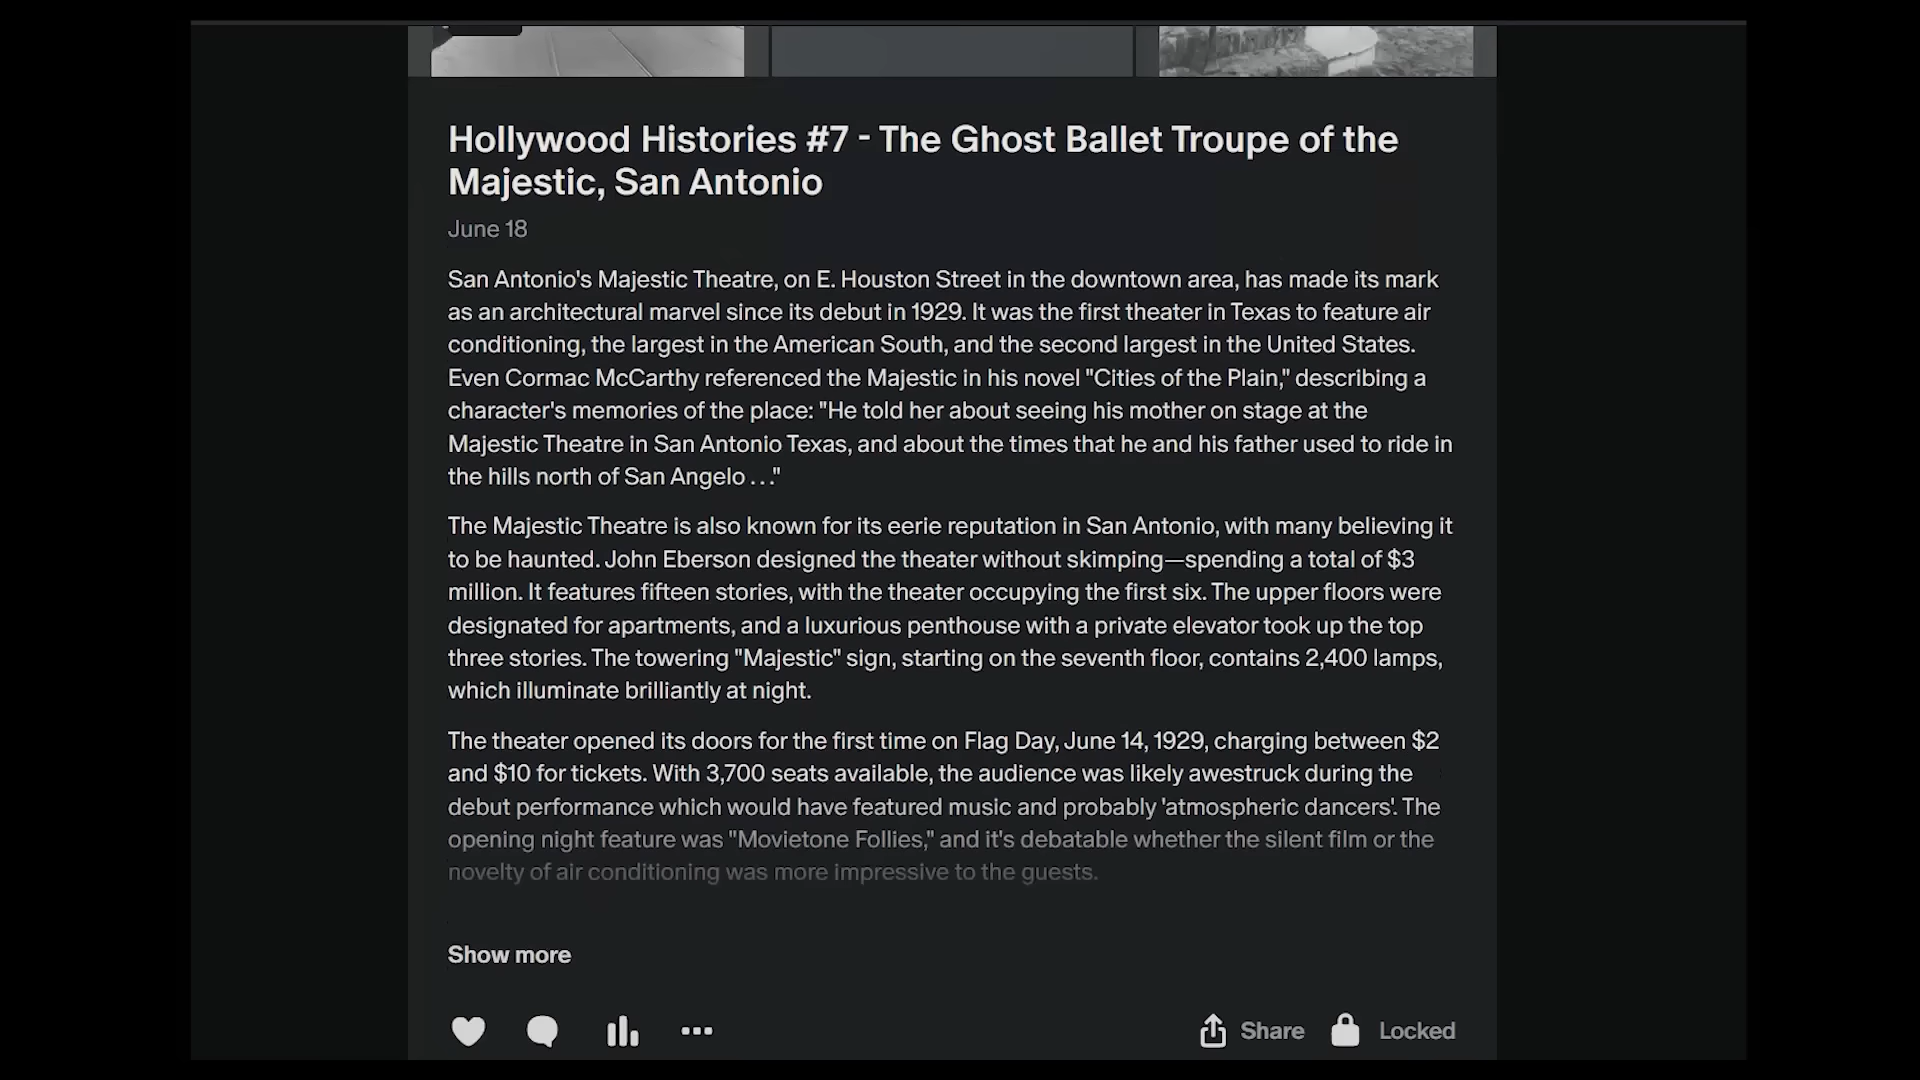 Hollywood Histories #7 - The Ghost Ballet Troupe of the
Majestic, San Antonio
June 18
San Antonio's Majestic Theatre, on E. Houston Street in the downtown area, has made its mark
as an architectural marvel since its debut in 1929. It was the first theater in Texas to feature air
conditioning, the largest in the American South, and the second largest in the United States.
Even Cormac McCarthy referenced the Majestic in his novel "Cities of the Plain," describing a
character's memories of the place: "He told her about seeing his mother on stage at the
Majestic Theatre in San Antonio Texas, and about the times that he and his father used to ride in
the hills north of San Angelo . . ."
The Majestic Theatre is also known for its eerie reputation in San Antonio, with many believing it
to be haunted. John Eberson designed the theater without skimping—spending a total of $3
million. It features fifteen stories, with the theater occupying the first six. The upper floors were
designated for apartments, and a luxurious penthouse with a private elevator took up the top
three stories. The towering "Majestic" sign, starting on the seventh floor, contains 2,400 lamps,
which illuminate brilliantly at night.
The theater opened its doors for the first time on Flag Day, June 14, 1929, charging between $2
and $10 for tickets. With 3,700 seats available, the audience was likely awestruck during the
debut performance which would have featured music and probably 'atmospheric dancers'. The
opening night feature was "Movietone Follies," and it's debatable whether the silent film or the
novelty of air conditioning was more impressive to the guests.
Show more
Share
Locked